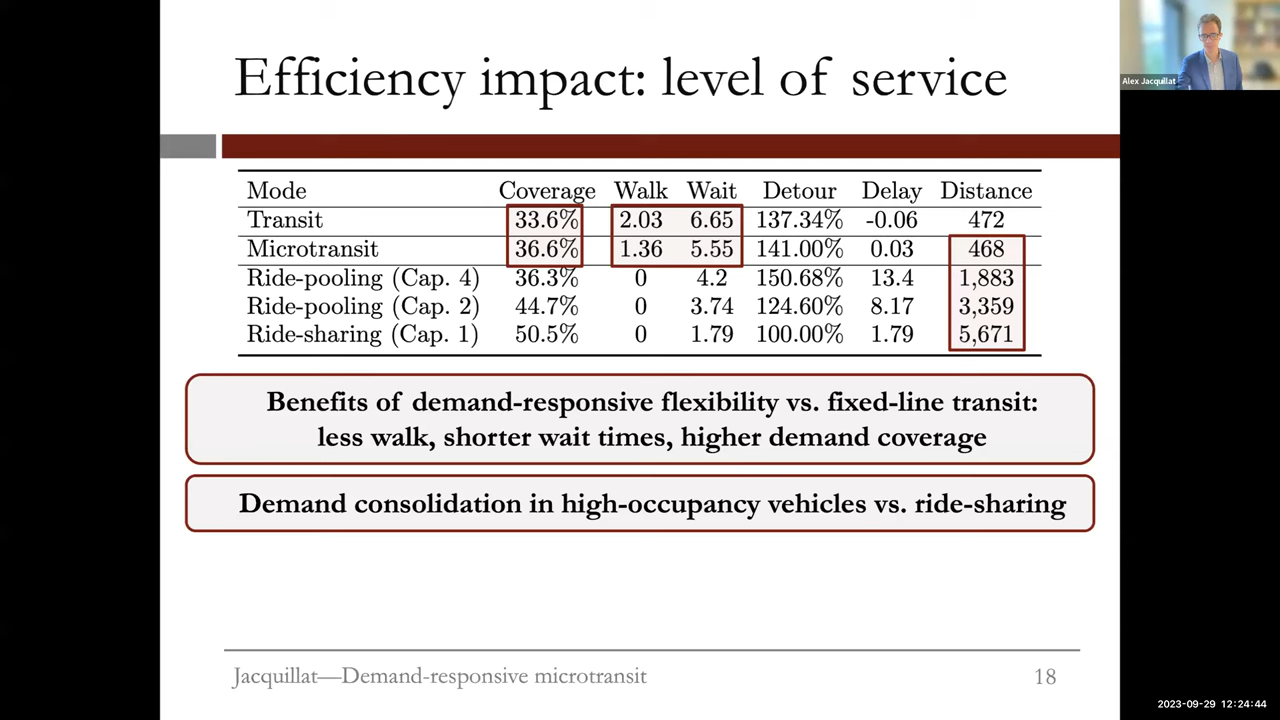 Efficiency impact: level of service
Alex Jacquillat
Mode Coverage Walk Wait Detour Delay Distance
Transit 33.6% 2.03 6.65 137.34% -0.06 472
Microtransit 36.6% 1.36 5.55 141.00% 0.03 468
Ride-pooling (Cap. 4) 36.3% 0 4.2 150.68% 13.4 1,883
Ride-pooling (Cap. 2) 44.7% 0 3.74 124.60% 8.17 3,359
Ride-sharing (Cap. 1) 50.5% 0 1.79 100.00% 1.79 5,671
Benefits of demand-responsive flexibility vs. fixed-line transit:
less walk, shorter wait times, higher demand coverage
Demand consolidation in high-occupancy vehicles vs. ride-sharing
Jacquillat—Demand-responsive microtransit 18
2023-09-29 12:24:44